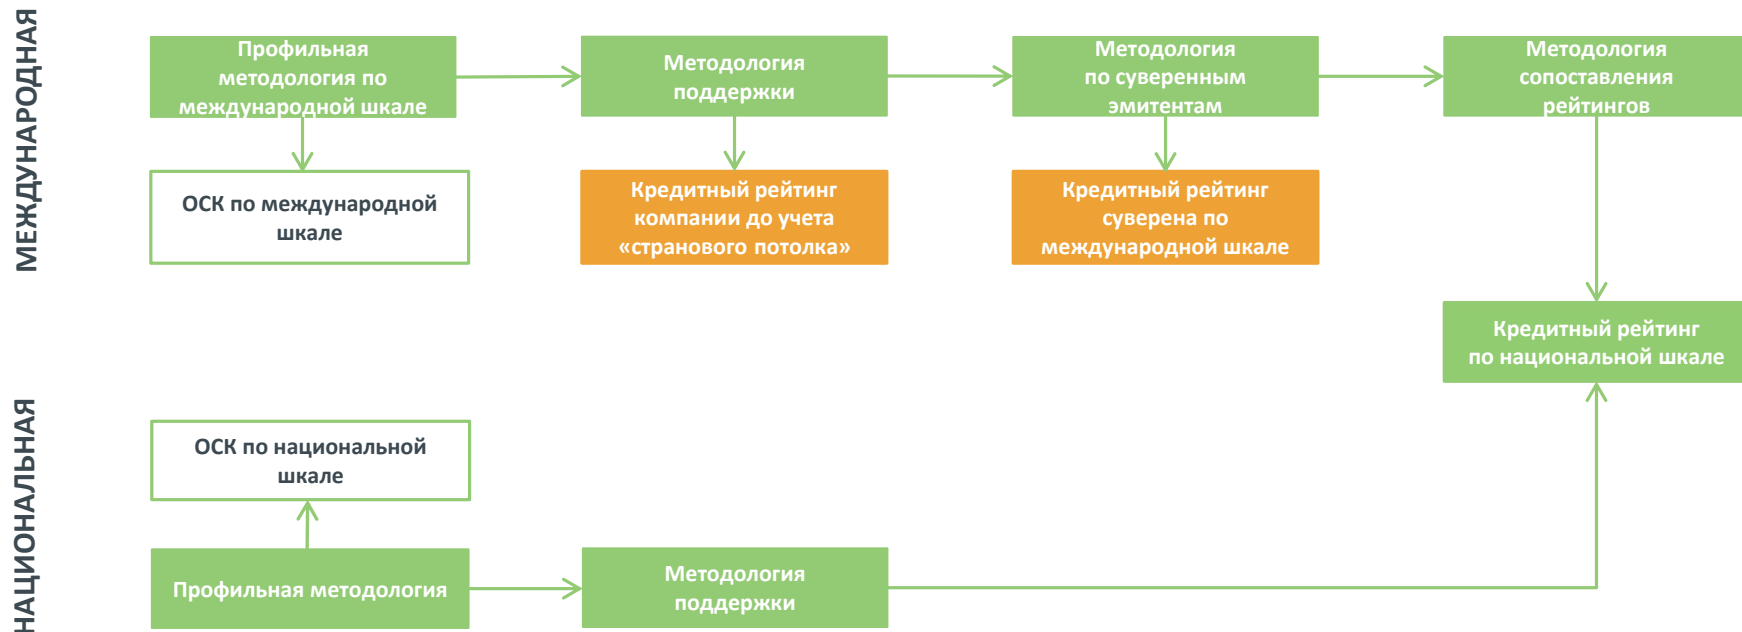 МЕЖДУНАРОДНАЯ
Профильная
методология по
международной шкале
Методология
поддержки
Методология
по суверенным
эмитентам
Методология
сопоставления
рейтингов
ОСК по международной
шкале
Кредитный рейтинг
компании до учета
«странового потолка»
Кредитный рейтинг
суверена по
международной шкале
Кредитный рейтинг
по национальной шкале
НАЦИОНАЛЬНАЯ
ОСК по национальной
шкале
Профильная методология
Методология
поддержки